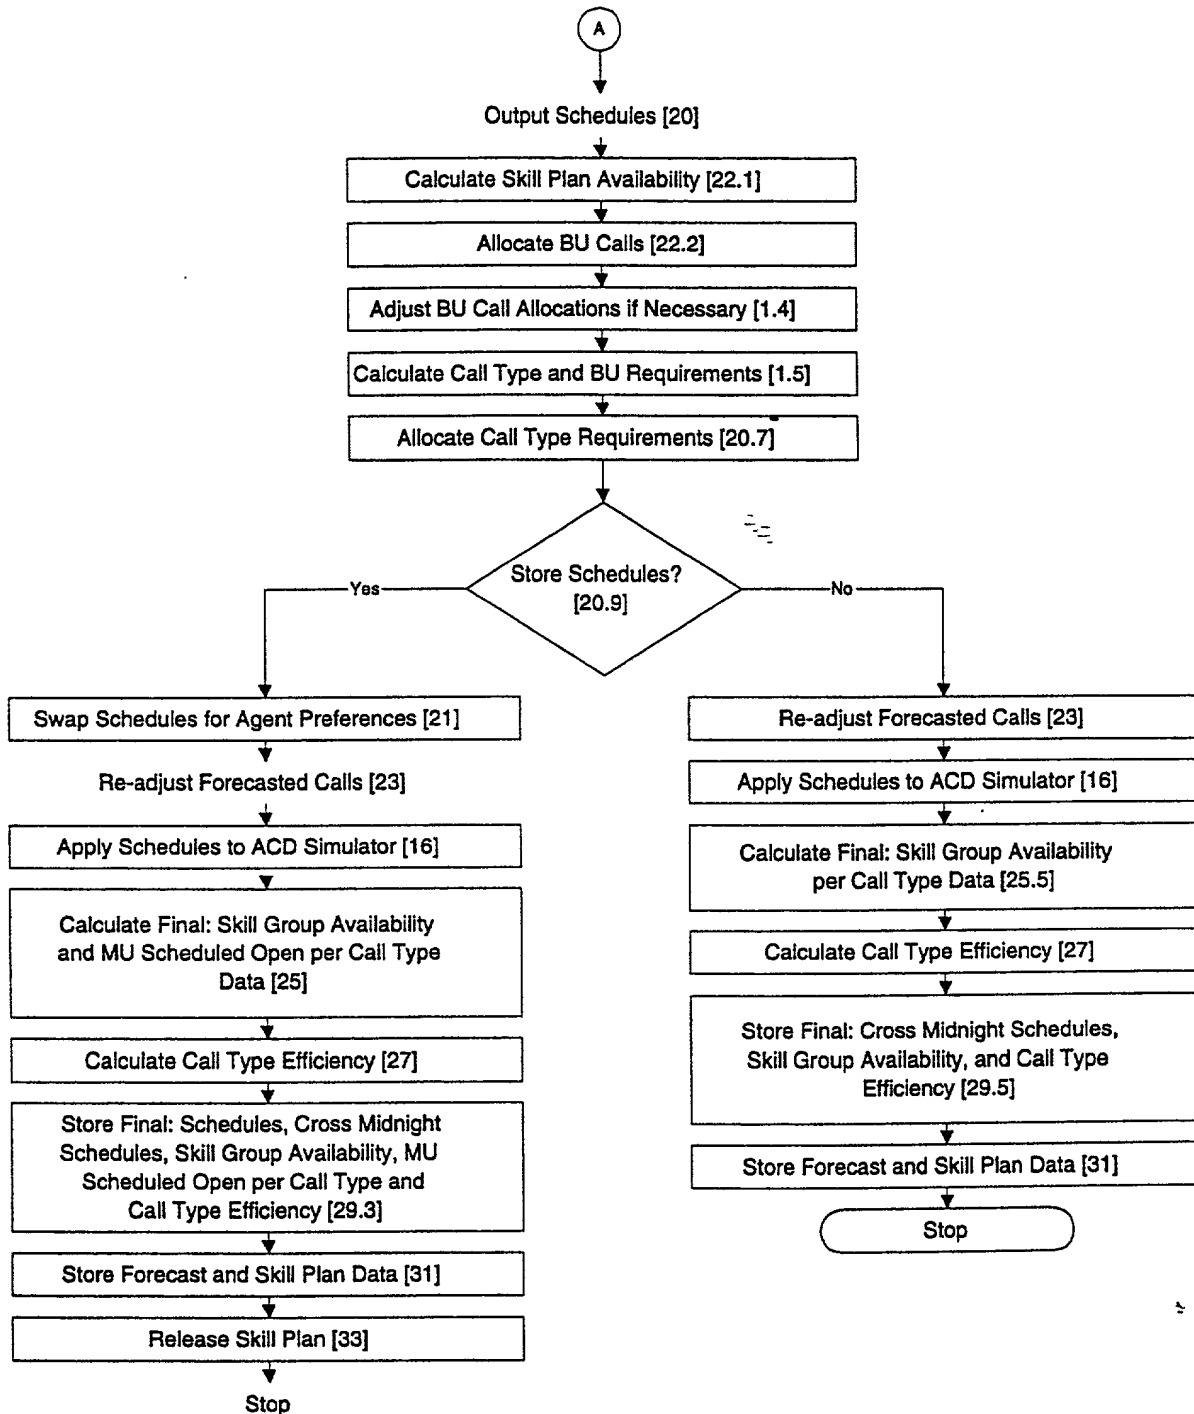 A
Output Schedules [20]
Calculate Skill Plan Availability [22.1]
Allocate BU Calls [22.2]
Adjust BU Call Allocations if Necessary [1.4]
Calculate Call Type and BU Requirements [1.5]
Allocate Call Type Requirements [20.7]
Store Schedules?
[20.9]
Yes
No
Swap Schedules for Agent Preferences [21]
Re-adjust Forecasted Calls [23]
Apply Schedules to ACD Simulator [16]
Calculate Final: Skill Group Availability
and MU Scheduled Open per Call Type
Data [25]
Calculate Call Type Efficiency [27]
Store Final: Schedules, Cross Midnight
Schedules, Skill Group Availability, MU
Scheduled Open per Call Type and
Call Type Efficiency [29.3]
Store Forecast and Skill Plan Data [31]
Release Skill Plan [33]
Stop
Re-adjust Forecasted Calls [23]
Apply Schedules to ACD Simulator [16]
Calculate Final: Skill Group Availability
per Call Type Data [25.5]
Calculate Call Type Efficiency [27]
Store Final: Cross Midnight Schedules,
Skill Group Availability, and Call Type
Efficiency [29.5]
Store Forecast and Skill Plan Data [31]
Stop